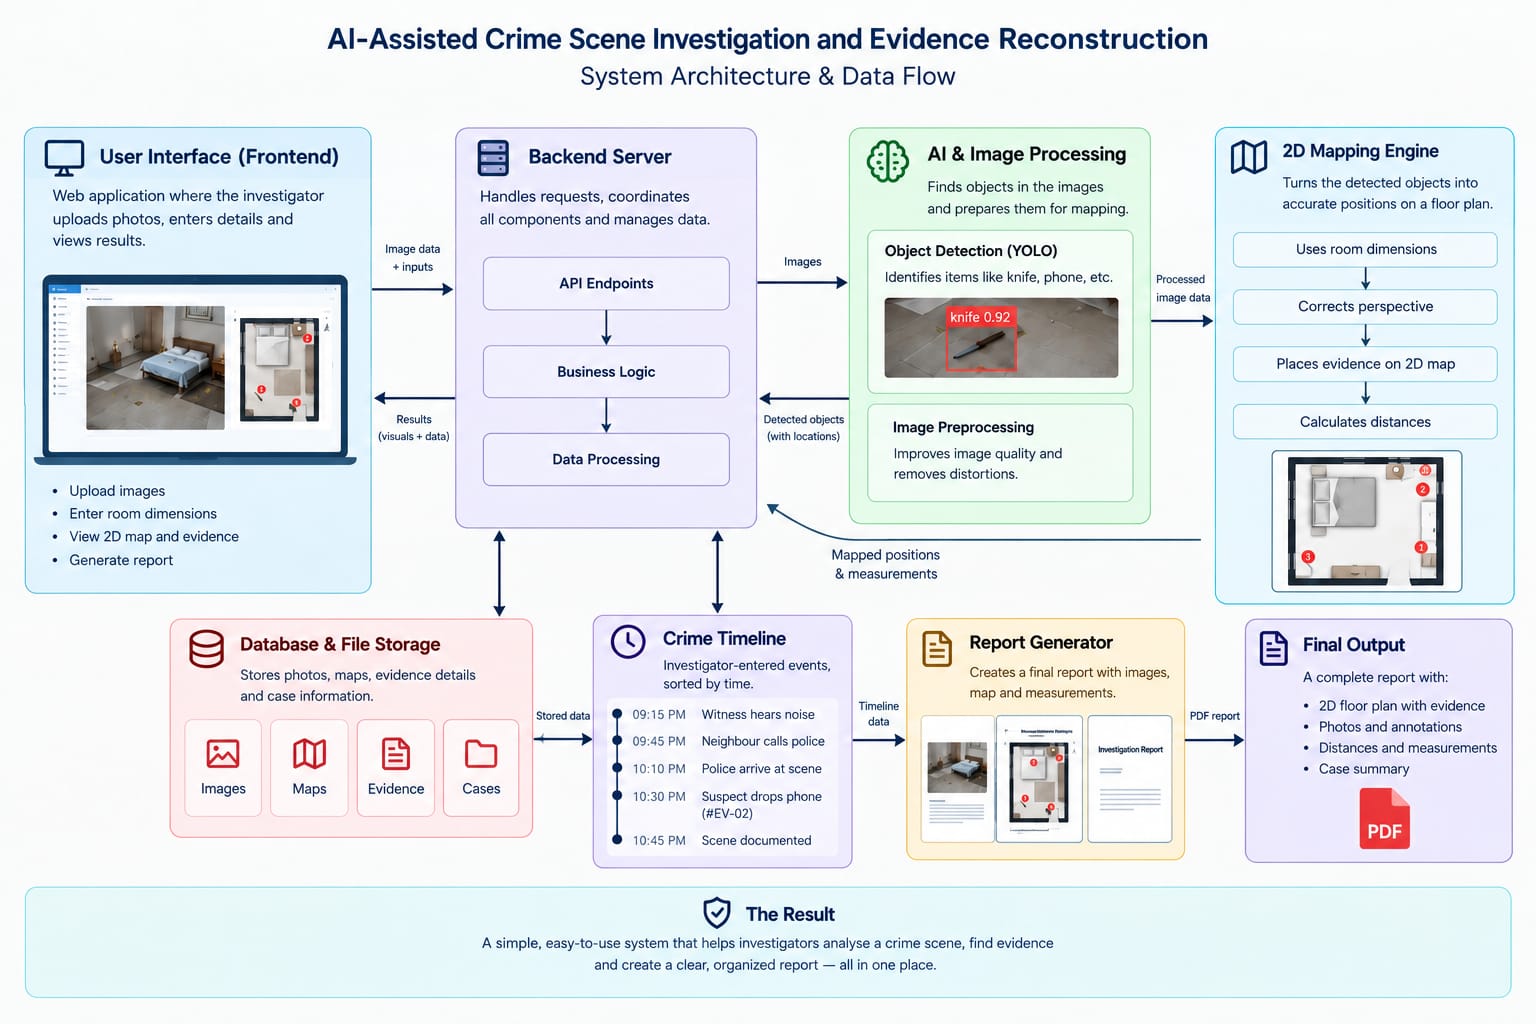 AI-Assisted Crime Scene Investigation and Evidence Reconstruction
System Architecture & Data Flow
User Interface (Frontend)
Web application where the investigator
uploads photos, enters details and
views results.
• Upload images
• Enter room dimensions
• View 2D map and evidence
• Generate report
Image data
+ inputs
Results
(visuals + data)
Backend Server
Handles requests, coordinates
all components and manages data.
API Endpoints
Business Logic
Data Processing
Images
Detected objects
(with locations)
AI & Image Processing
Finds objects in the images
and prepares them for mapping.
Object Detection (YOLO)
Identifies items like knife, phone, etc.
knife 0.92
Image Preprocessing
Improves image quality and
removes distortions.
Processed
image data
Mapped positions
& measurements
2D Mapping Engine
Turns the detected objects into
accurate positions on a floor plan.
Uses room dimensions
Corrects perspective
Places evidence on 2D map
Calculates distances
2
1
3
Database & File Storage
Stores photos, maps, evidence details
and case information.
Images
Maps
Evidence
Cases
Stored data
Crime Timeline
Investigator-entered events,
sorted by time.
09:15 PM Witness hears noise
09:45 PM Neighbour calls police
10:10 PM Police arrive at scene
10:30 PM Suspect drops phone
(#EV-02)
10:45 PM Scene documented
Timeline
data
Report Generator
Creates a final report with images,
map and measurements.
Investigation Report
PDF report
Final Output
A complete report with:
• 2D floor plan with evidence
• Photos and annotations
• Distances and measurements
• Case summary
PDF
The Result
A simple, easy-to-use system that helps investigators analyse a crime scene, find evidence
and create a clear, organized report — all in one place.